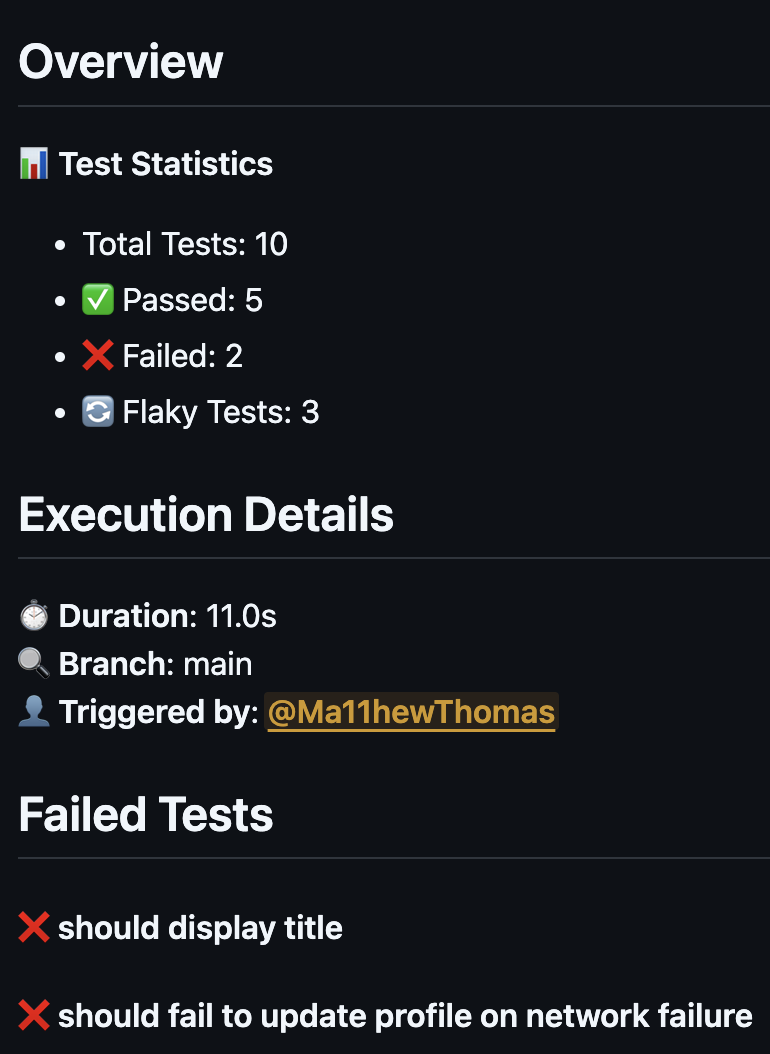 Overview
📊 Test Statistics
• Total Tests: 10
• ✅ Passed: 5
• ❌ Failed: 2
• 🔄 Flaky Tests: 3
Execution Details
⏱️ Duration: 11.0s
🔍 Branch: main
👤 Triggered by: @Ma11hewThomas
Failed Tests
❌ should display title
❌ should fail to update profile on network failure